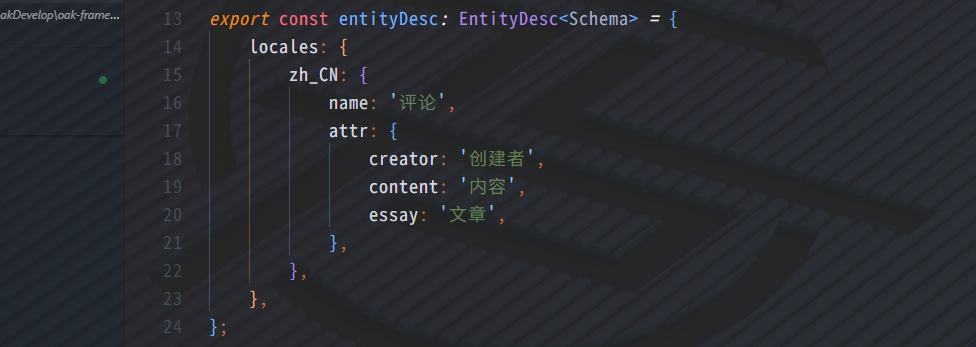 akDevelop\oak-frame...
13 export const entityDesc: EntityDesc<Schema> = {
14 locales: {
15 zh_CN: {
16 name: '评论',
17 attr: {
18 creator: '创建者',
19 content: '内容',
20 essay: '文章',
21 },
22 },
23 },
24 };